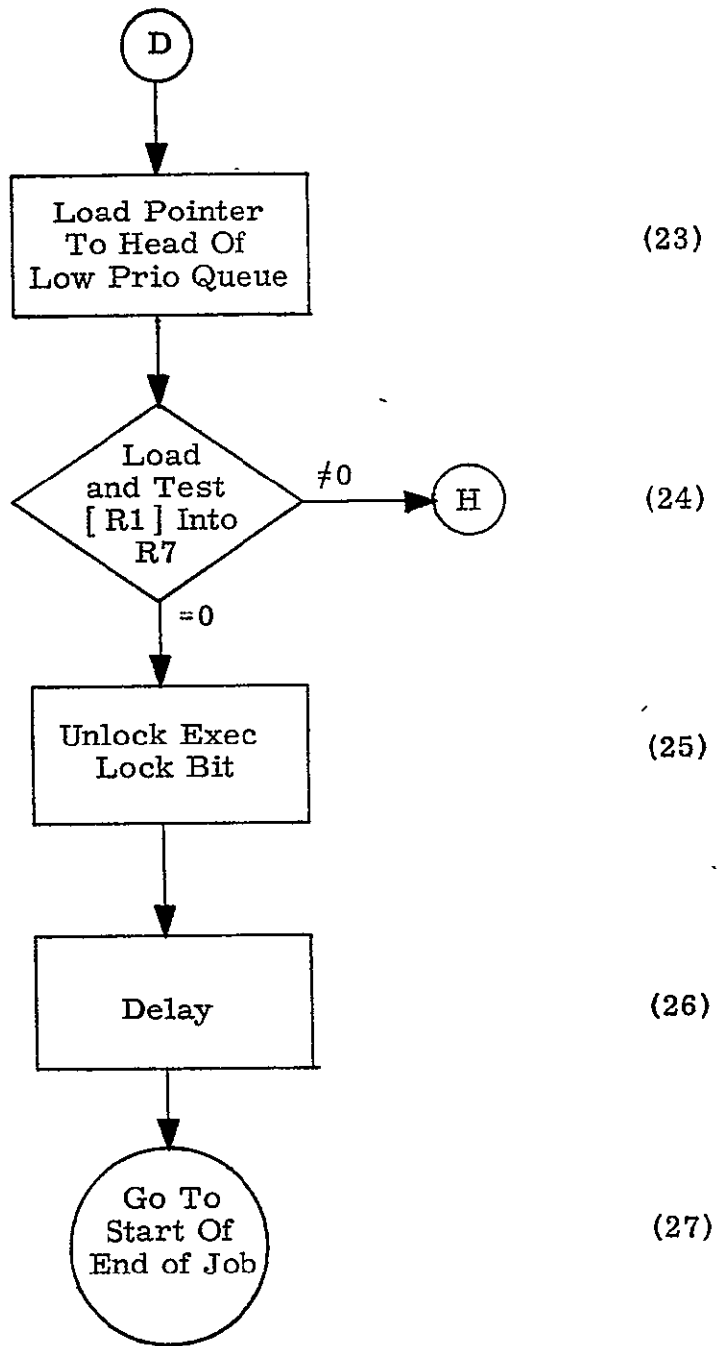 D
Load Pointer
To Head Of
Low Prio Queue
(23)
Load
and Test
[ R1 ] Into
R7
≠0
H
(24)
=0
Unlock Exec
Lock Bit
(25)
Delay
(26)
Go To
Start Of
End of Job
(27)